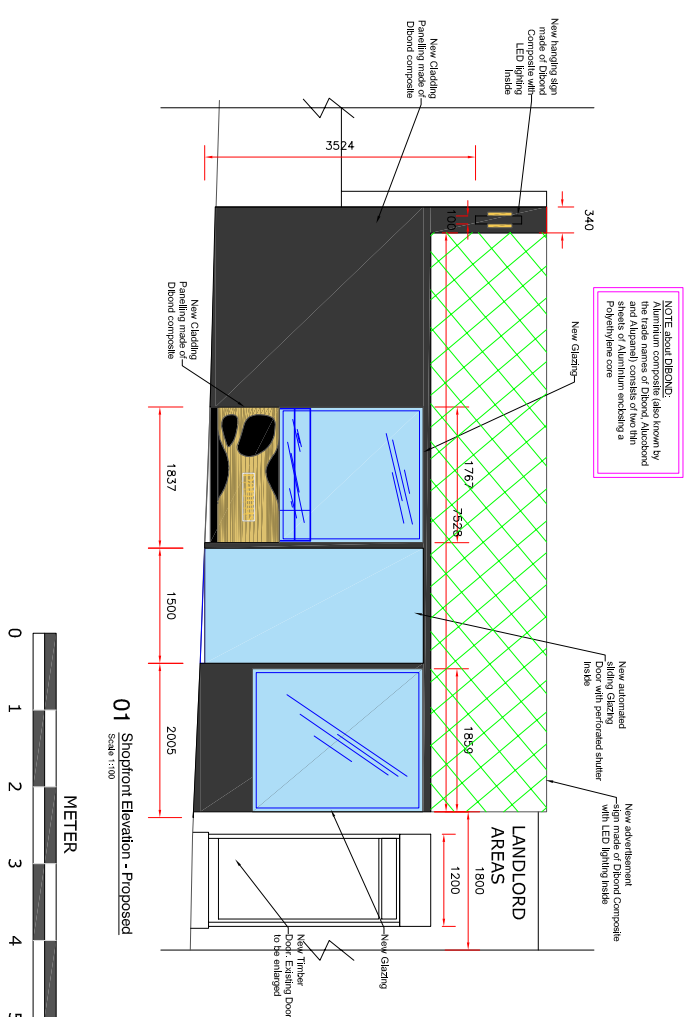 New hanging sign
made of Dibond
Composite with
LED lighting
inside
New Cladding
Panelling made of
Dibond composite
3524
100
340
NOTE about DIBOND:
Aluminium composite (also known by
the trade names of Dibond, Alucobond
and Alupanel) consists of two thin
sheets of Aluminium enclosing a
Polyethylene core
New Glazing
New Cladding
Panelling made of
Dibond composite
1837
1767
7528
1500
New automated
sliding Glazing
Door with perforated shutter
inside
2005
1859
New advertisement
sign made of Dibond Composite
with LED lighting inside
LANDLORD
AREAS
1800
1200
New Glazing
New Timber
Door. Existing Door
to be enlarged
01 Shopfront Elevation - Proposed
Scale 1:100
METER
0 1 2 3 4 5